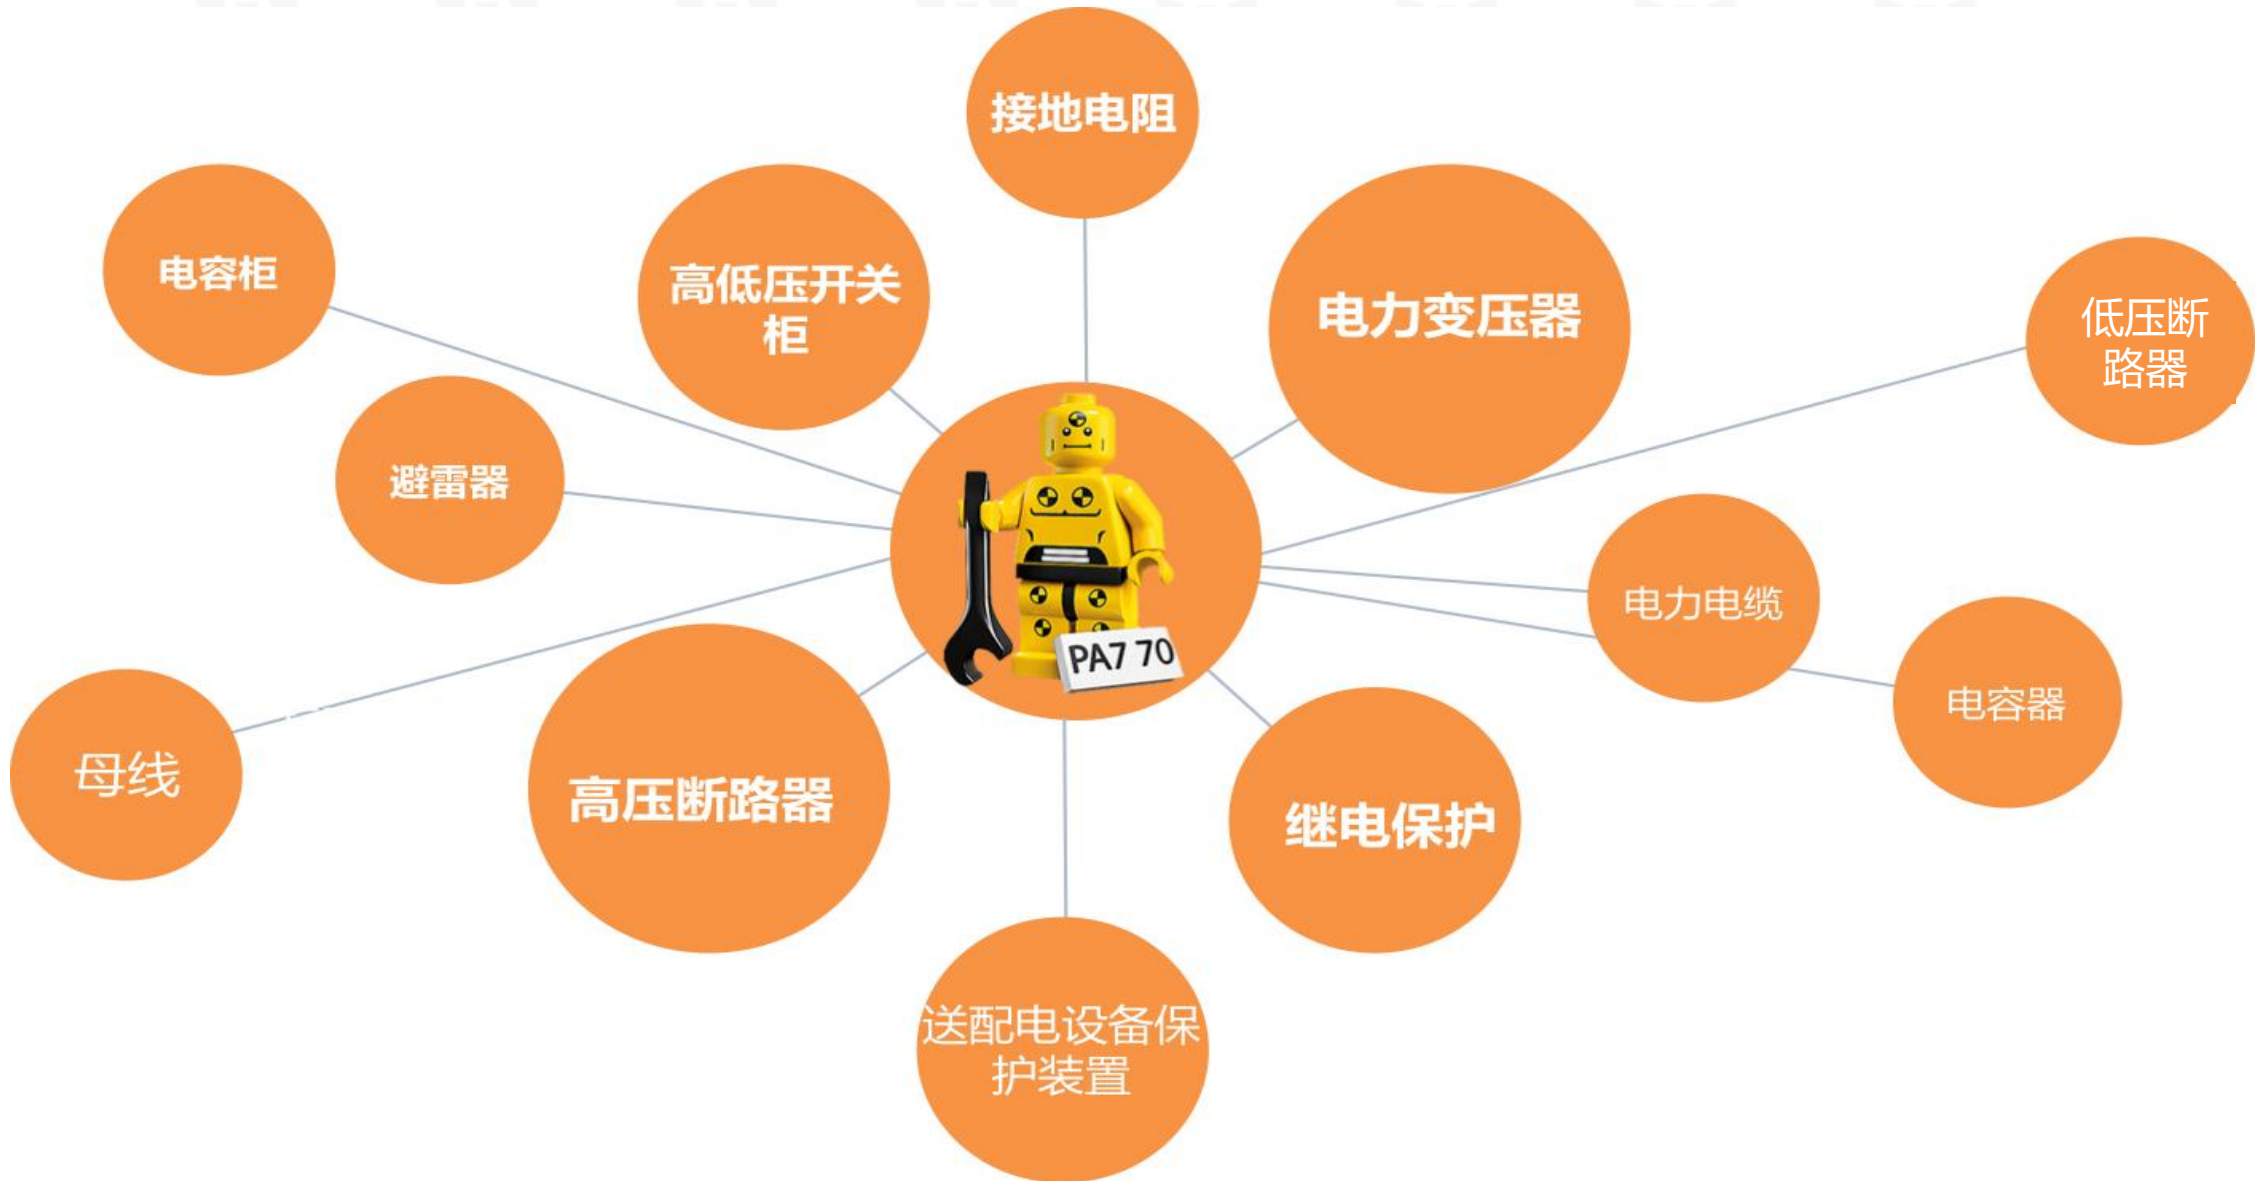 接地电阻
电容柜
高低压开关
柜
电力变压器
低压断
路器
避雷器
电力电缆
PA7 70
电容器
母线
高压断路器
继电保护
送配电设备保
护装置